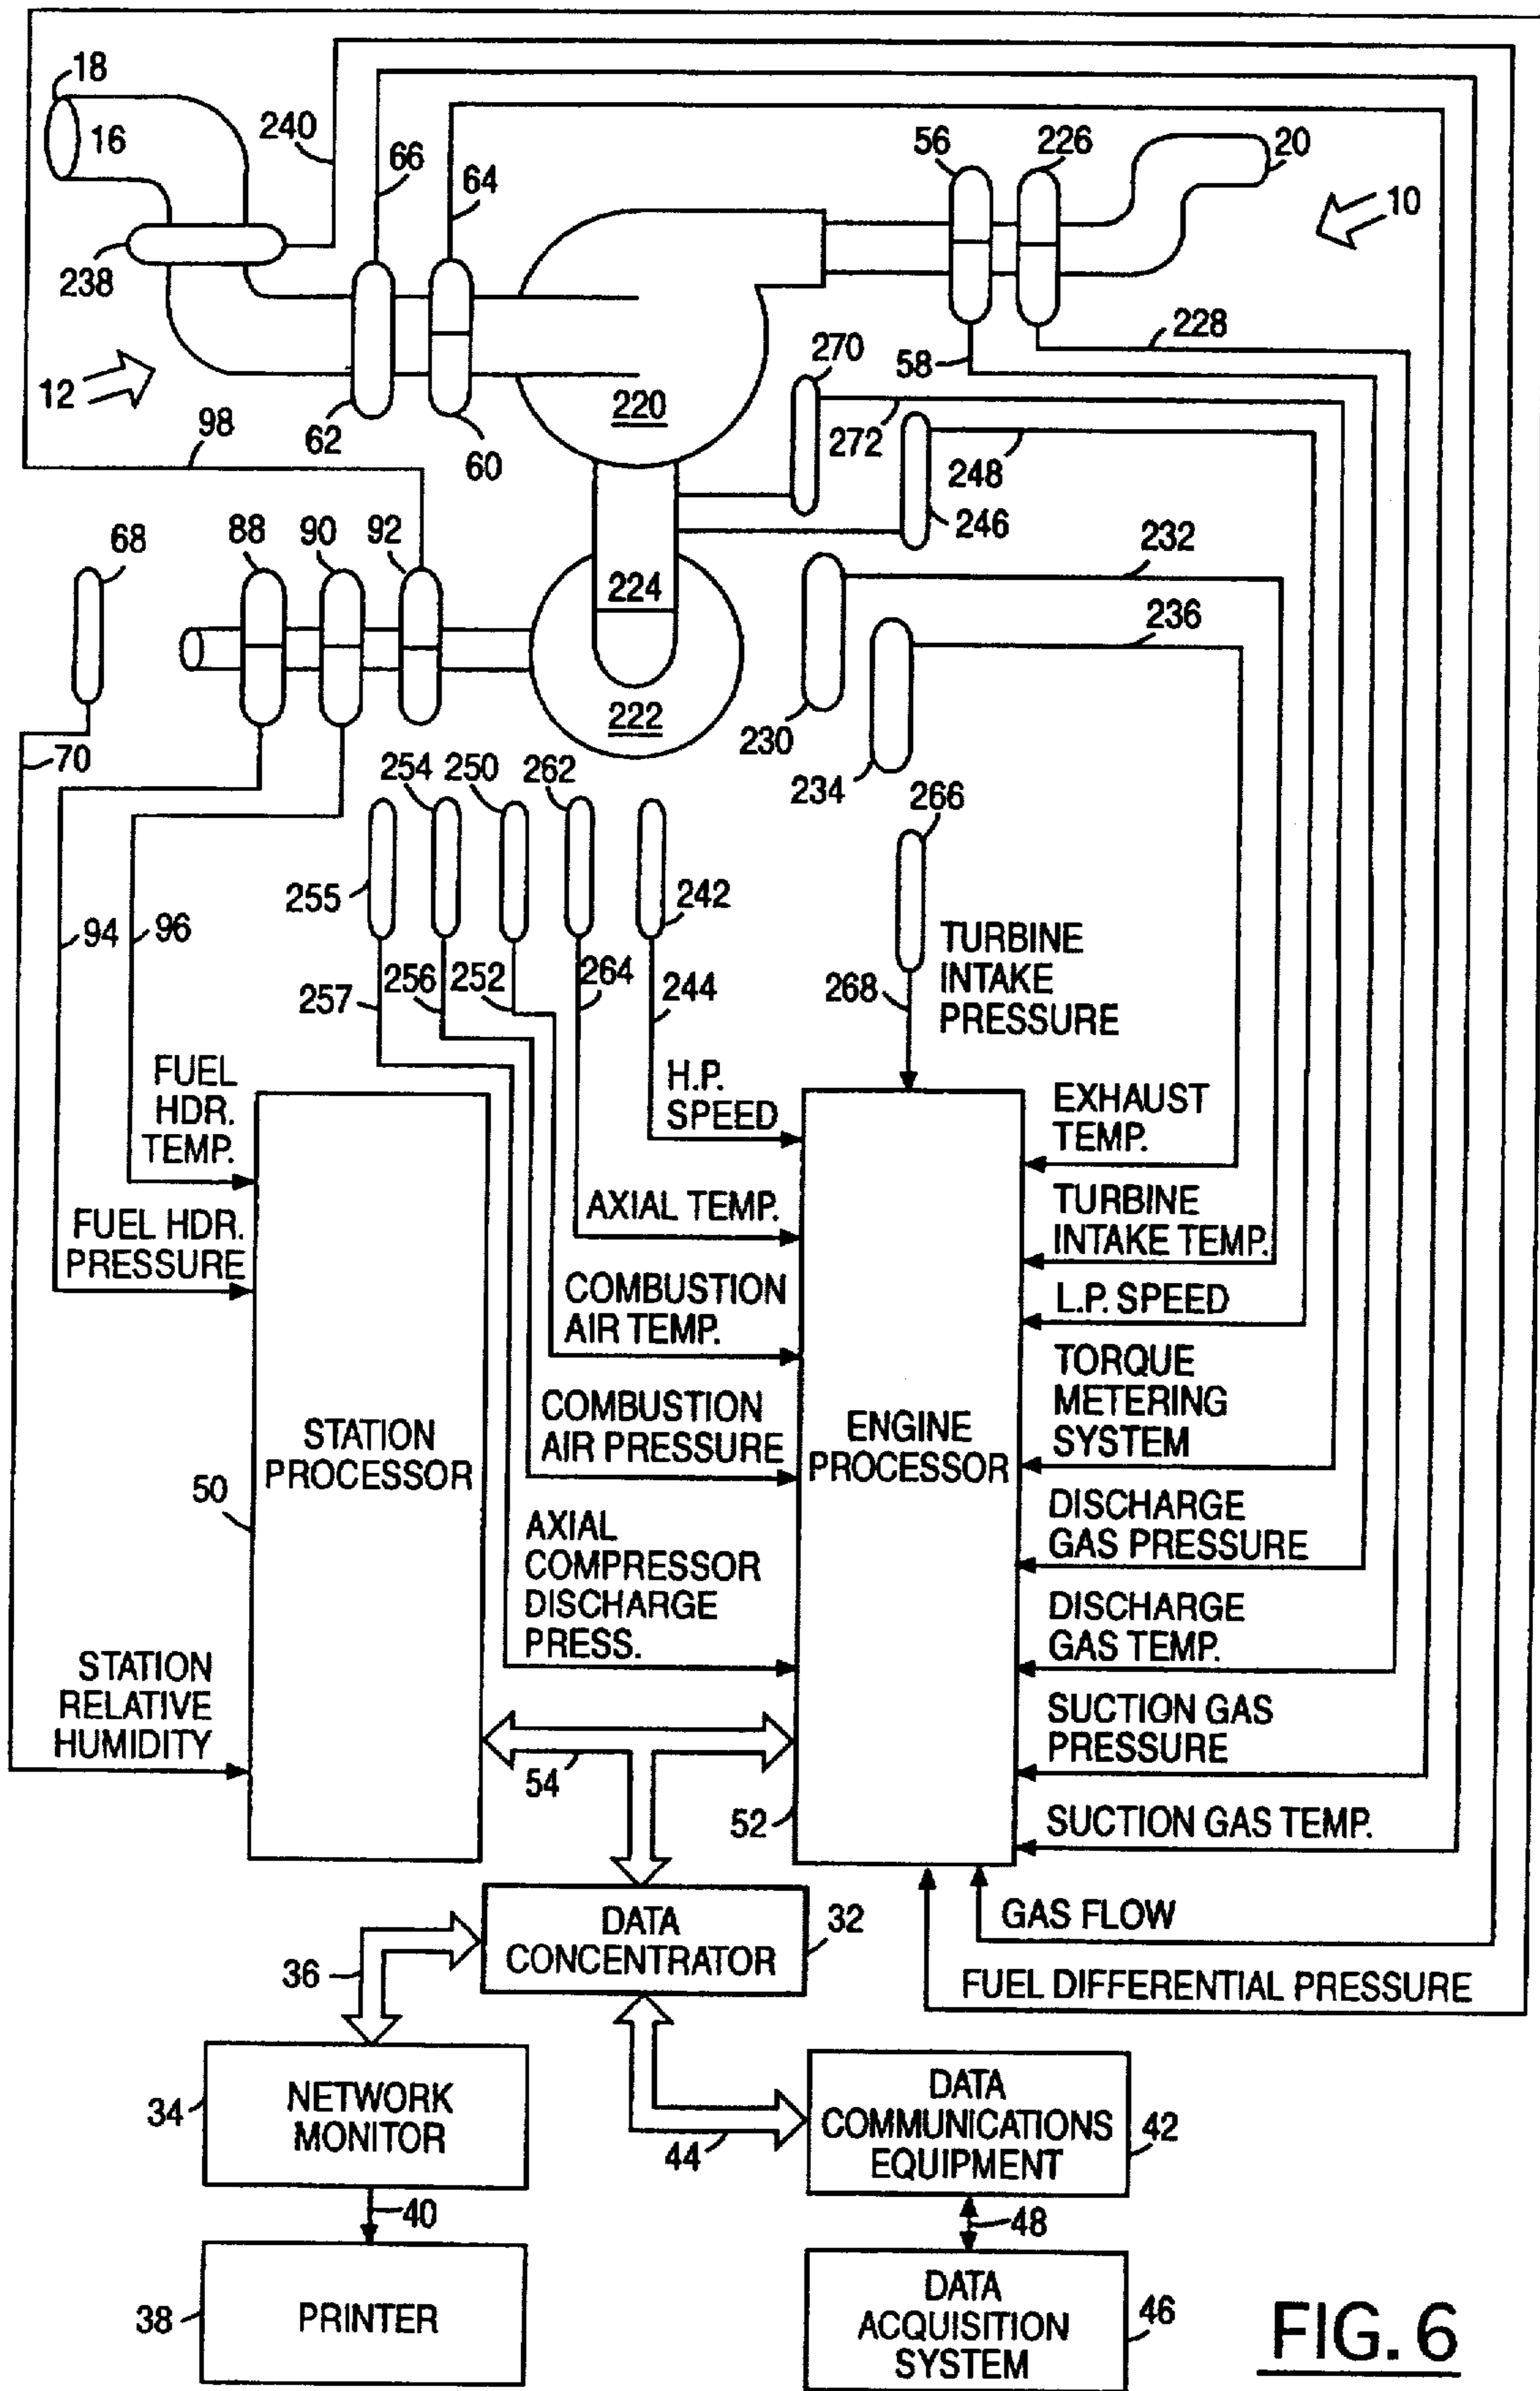 18
16
240
66
64
56
226
20
10
238
12
62
60
220
58
228
270
272
248
246
98
68
88
90
92
224
222
232
236
230
234
70
254
250
262
266
255
242
94
96
257
256
252
264
244
268
TURBINE
INTAKE
PRESSURE
FUEL
HDR.
TEMP.
H.P.
SPEED
EXHAUST
TEMP.
FUEL HDR.
PRESSURE
AXIAL TEMP.
TURBINE
INTAKE TEMP.
COMBUSTION
AIR TEMP.
L.P. SPEED
COMBUSTION
AIR PRESSURE
TORQUE
METERING
SYSTEM
STATION
PROCESSOR
50
ENGINE
PROCESSOR
AXIAL
COMPRESSOR
DISCHARGE
PRESS.
DISCHARGE
GAS PRESSURE
DISCHARGE
GAS TEMP.
STATION
RELATIVE
HUMIDITY
SUCTION GAS
PRESSURE
54
52
SUCTION GAS TEMP.
DATA
CONCENTRATOR
32
GAS FLOW
36
FUEL DIFFERENTIAL PRESSURE
34
NETWORK
MONITOR
44
DATA
COMMUNICATIONS
EQUIPMENT
42
40
48
38
PRINTER
DATA
ACQUISITION
SYSTEM
46
FIG. 6